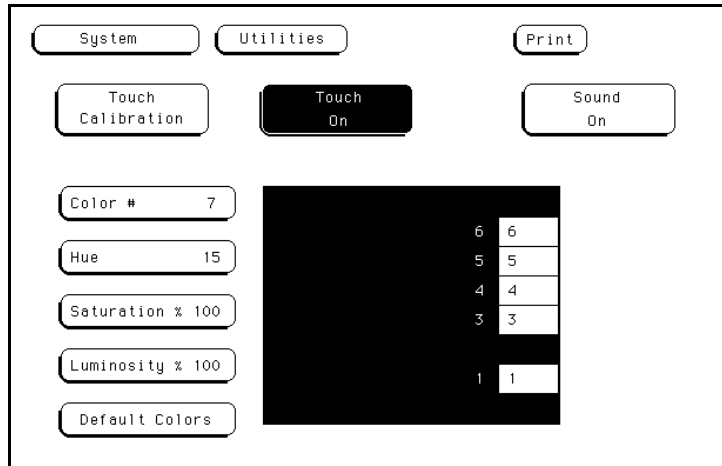 System Utilities Print
Touch Calibration
Touch On
Sound On
Color # 7
Hue 15
Saturation % 100
Luminosity % 100
Default Colors
6 6
5 5
4 4
3 3
1 1